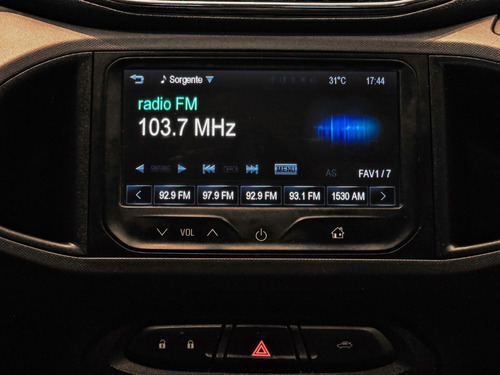 Sorgente 31°C 17:44
radio FM
103.7 MHz
MENU AS FAV1/7
92.9 FM 97.9 FM 92.9 FM 93.1 FM 1530 AM
VOL